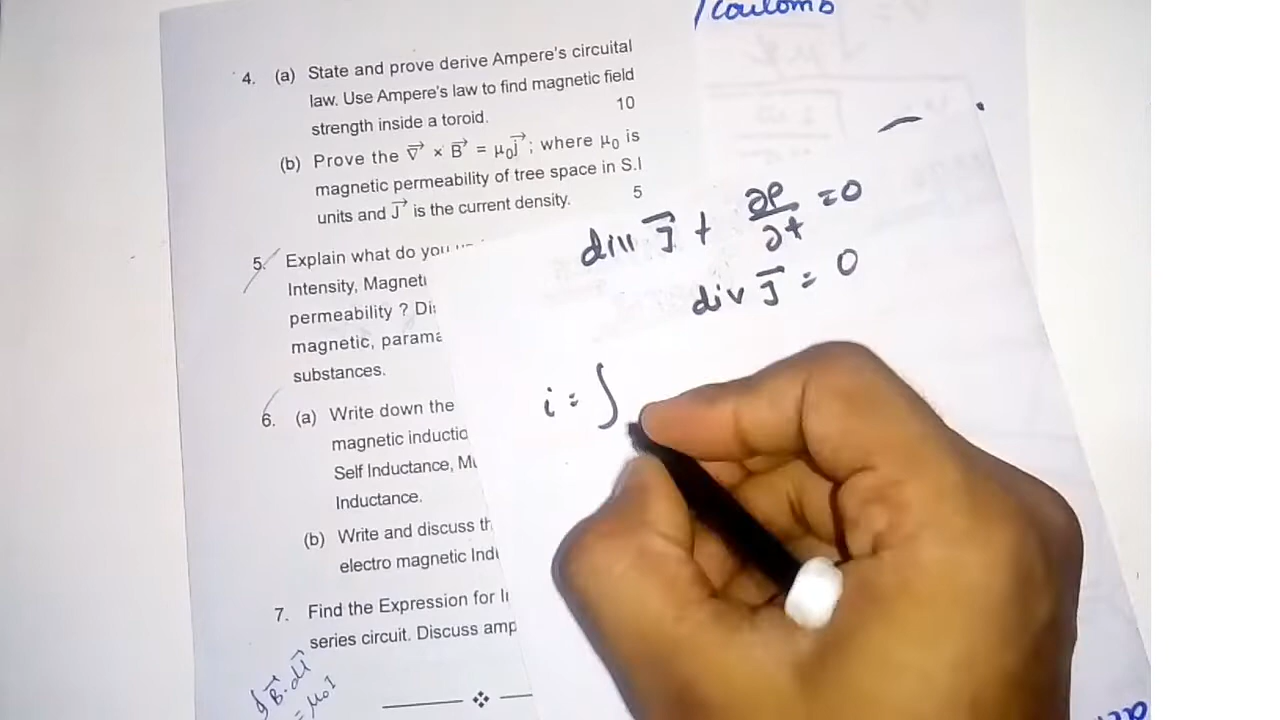 /Coulomb
4. (a) State and prove derive Ampere's circuital
law. Use Ampere's law to find magnetic field
strength inside a toroid. 10
(b) Prove the ∇⃗ × B⃗ = μ₀j⃗ ; where μ₀ is
magnetic permeability of tree space in S.I
units and J⃗ is the current density. 5
5. Explain what do you
Intensity, Magneti
permeability ? Di
magnetic, parama
substances.
6. (a) Write down the
magnetic inductio
Self Inductance, Mu
Inductance.
(b) Write and discuss th
electro magnetic Indu
7. Find the Expression for I
series circuit. Discuss amp
∮ B⃗. dl⃗
= μ₀I
div J⃗ + ∂ρ/∂t = 0
div J⃗ = 0
i = ∫